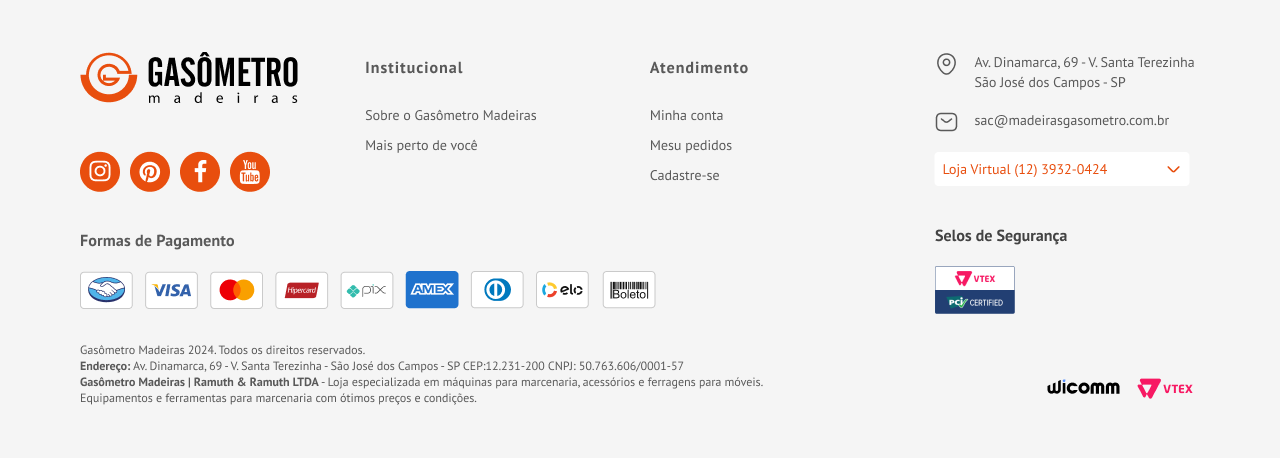 GASÔMETRO
madeiras
You
Tube
Institucional
Sobre o Gasômetro Madeiras
Mais perto de você
Atendimento
Minha conta
Mesu pedidos
Cadastre-se
Av. Dinamarca, 69 - V. Santa Terezinha
São José dos Campos - SP
sac@madeirasgasometro.com.br
Loja Virtual (12) 3932-0424
Formas de Pagamento
VISA
Hipercard
pix
AMEX
elo
Boleto
Selos de Segurança
VTEX
PCI CERTIFIED
Gasômetro Madeiras 2024. Todos os direitos reservados.
Endereço: Av. Dinamarca, 69 - V. Santa Terezinha - São José dos Campos - SP CEP:12.231-200 CNPJ: 50.763.606/0001-57
Gasômetro Madeiras | Ramuth & Ramuth LTDA - Loja especializada em máquinas para marcenaria, acessórios e ferragens para móveis.
Equipamentos e ferramentas para marcenaria com ótimos preços e condições.
wicomm
VTEX